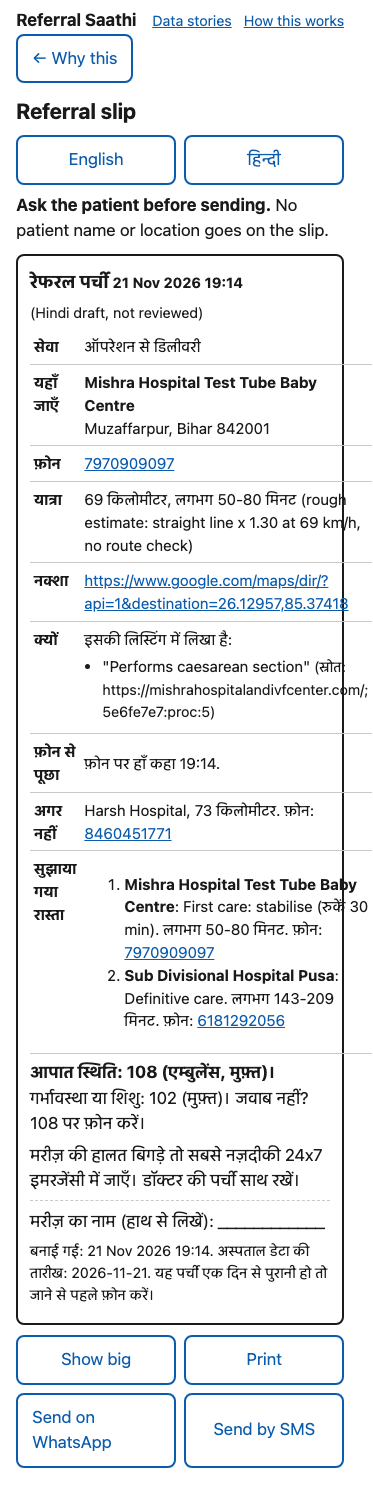 Referral Saathi Data stories How this works
← Why this
Referral slip
English हिन्दी
Ask the patient before sending. No
patient name or location goes on the slip.
रेफरल पर्ची 21 Nov 2026 19:14
(Hindi draft, not reviewed)
सेवा ऑपरेशन से डिलीवरी
यहाँ जाएँ Mishra Hospital Test Tube Baby
Centre
Muzaffarpur, Bihar 842001
फ़ोन 7970909097
यात्रा 69 किलोमीटर, लगभग 50-80 मिनट (rough
estimate: straight line x 1.30 at 69 km/h,
no route check)
नक्शा https://www.google.com/maps/dir/?
api=1&destination=26.12957,85.37418
क्यों इसकी लिस्टिंग में लिखा है:
• "Performs caesarean section" (स्रोत:
https://mishrahospitalandivfcenter.com/;
5e6fe7e7:proc:5)
फ़ोन से पूछा फ़ोन पर हाँ कहा 19:14.
अगर नहीं Harsh Hospital, 73 किलोमीटर. फ़ोन:
8460451771
सुझाया गया रास्ता
1. Mishra Hospital Test Tube Baby
Centre: First care: stabilise (रुकें 30
min). लगभग 50-80 मिनट. फ़ोन:
7970909097
2. Sub Divisional Hospital Pusa:
Definitive care. लगभग 143-209
मिनट. फ़ोन: 6181292056
आपात स्थिति: 108 (एम्बुलेंस, मुफ़्त)।
गर्भावस्था या शिशु: 102 (मुफ़्त)। जवाब नहीं?
108 पर फ़ोन करें।
मरीज़ की हालत बिगड़े तो सबसे नज़दीकी 24x7
इमरजेंसी में जाएँ। डॉक्टर की पर्ची साथ रखें।
मरीज़ का नाम (हाथ से लिखें): ____________
बनाई गई: 21 Nov 2026 19:14. अस्पताल डेटा की
तारीख: 2026-11-21. यह पर्ची एक दिन से पुरानी हो तो
जाने से पहले फ़ोन करें।
Show big Print
Send on
WhatsApp
Send by SMS